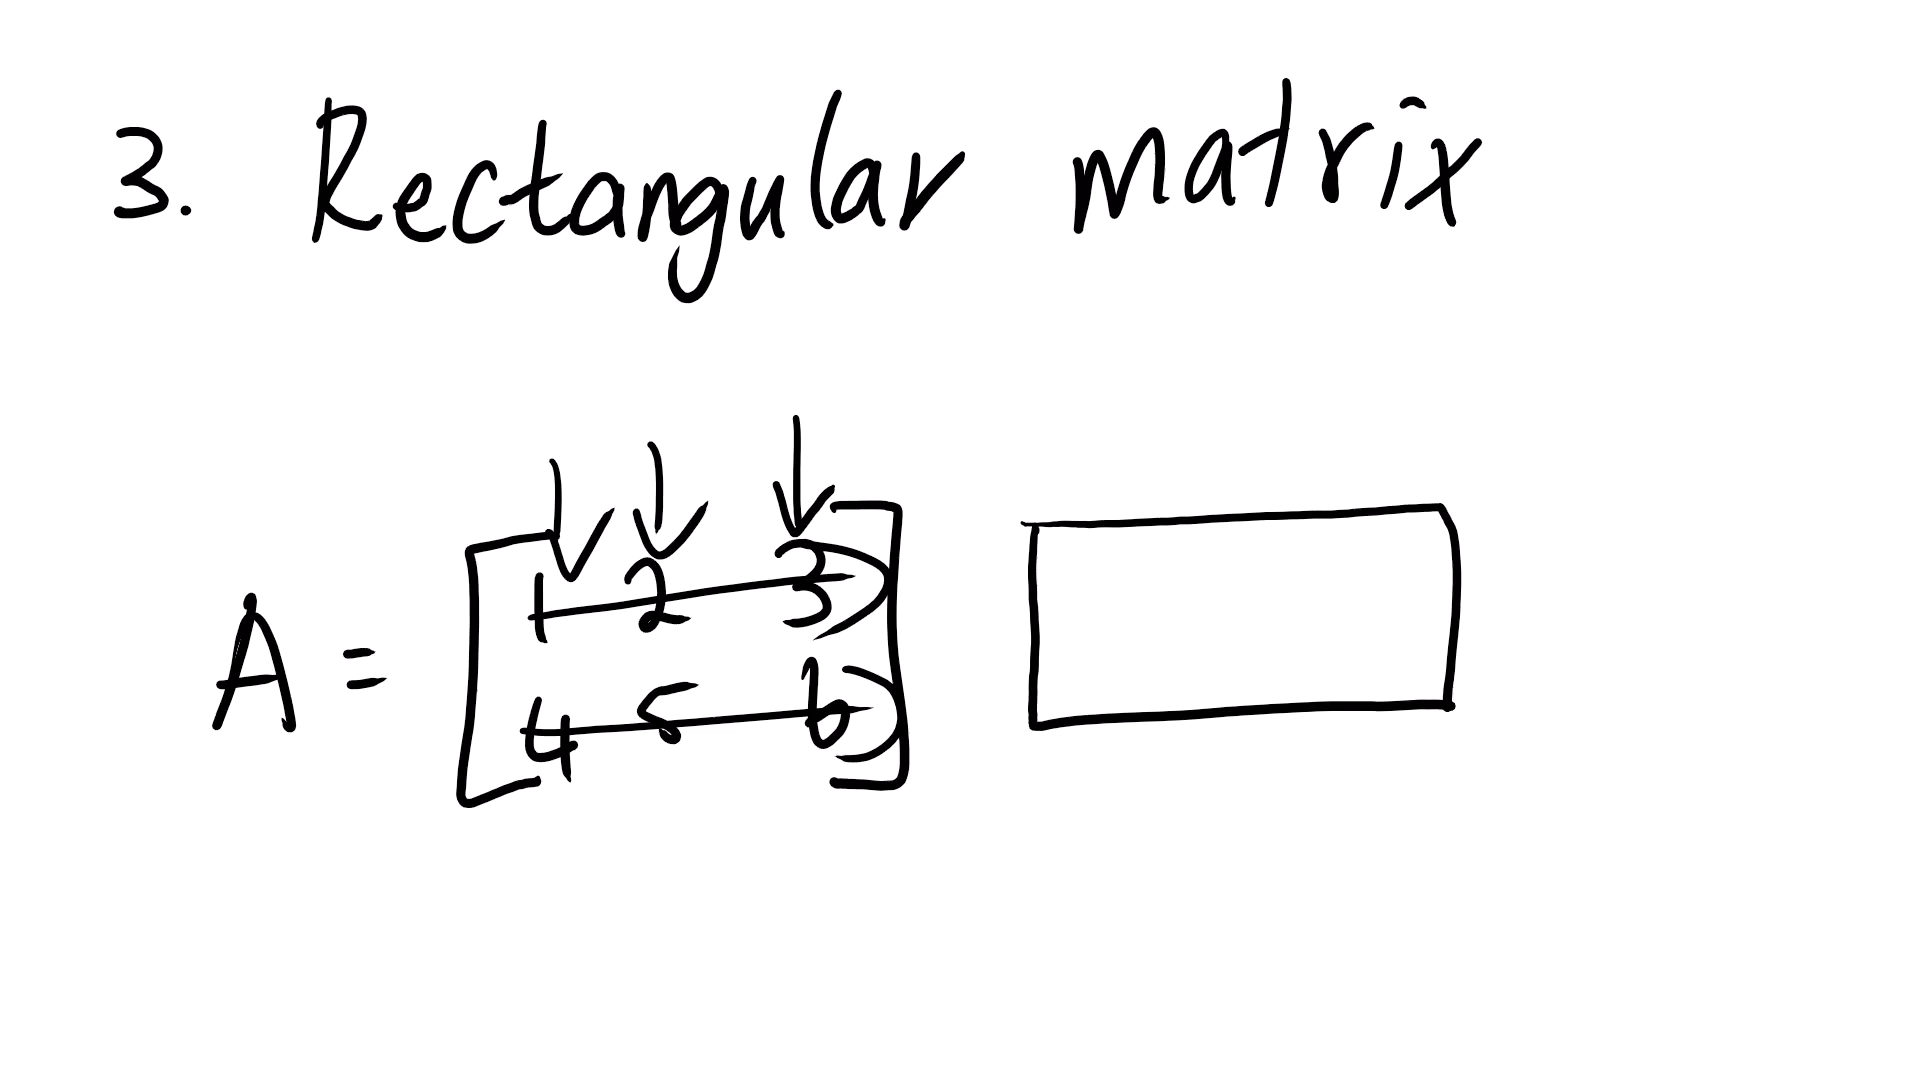 3. Rectangular matrix
A = [1 2 3
4 5 6]